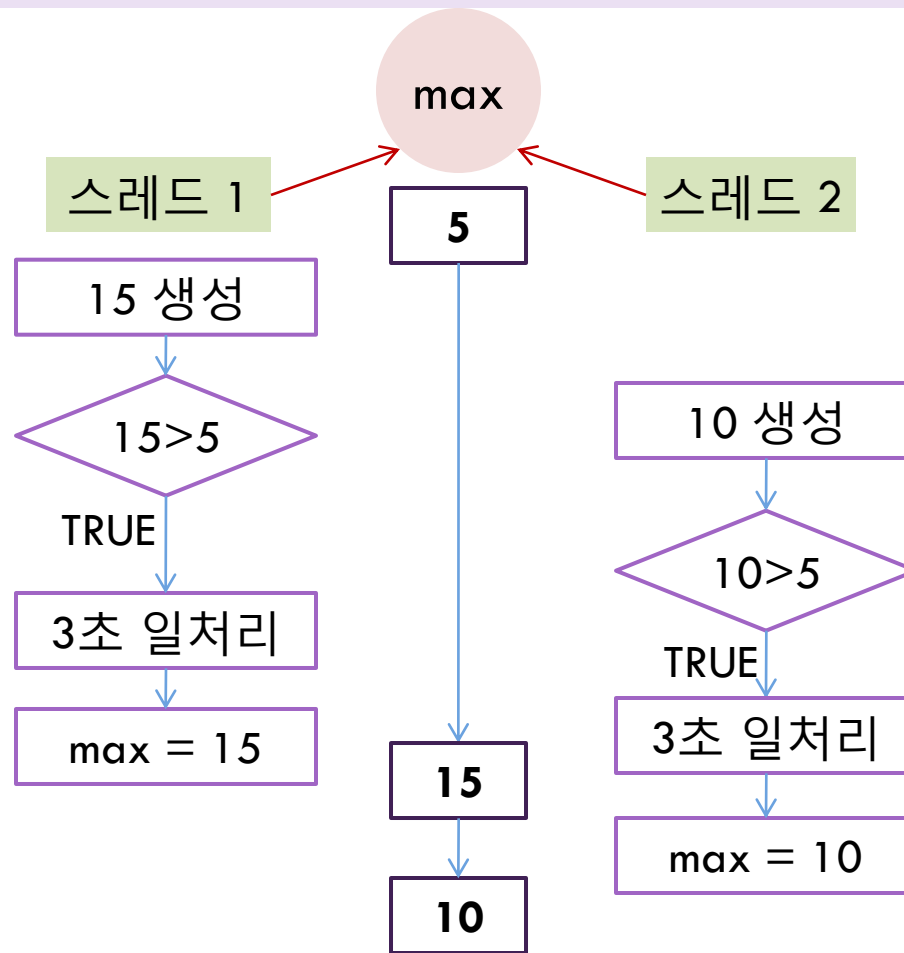 max
스레드 1
스레드 2
5
15 생성
15>5
TRUE
3초 일처리
max = 15
10 생성
10>5
TRUE
3초 일처리
max = 10
15
10